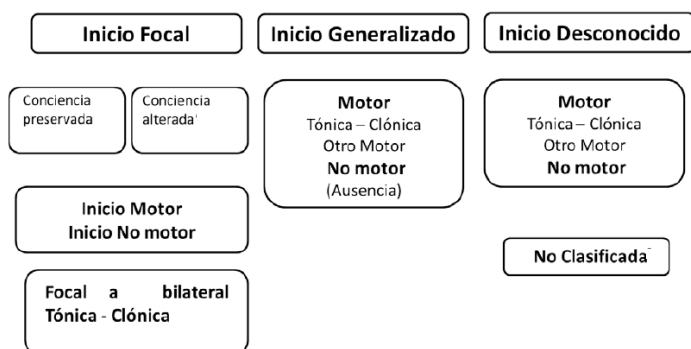 Inicio Focal
Inicio Generalizado
Inicio Desconocido
Conciencia
preservada
Conciencia
alterada¹
Motor
Tónica – Clónica
Otro Motor
No motor
(Ausencia)
Motor
Tónica – Clónica
Otro Motor
No motor
Inicio Motor
Inicio No motor
No Clasificada
Focal a bilateral
Tónica - Clónica